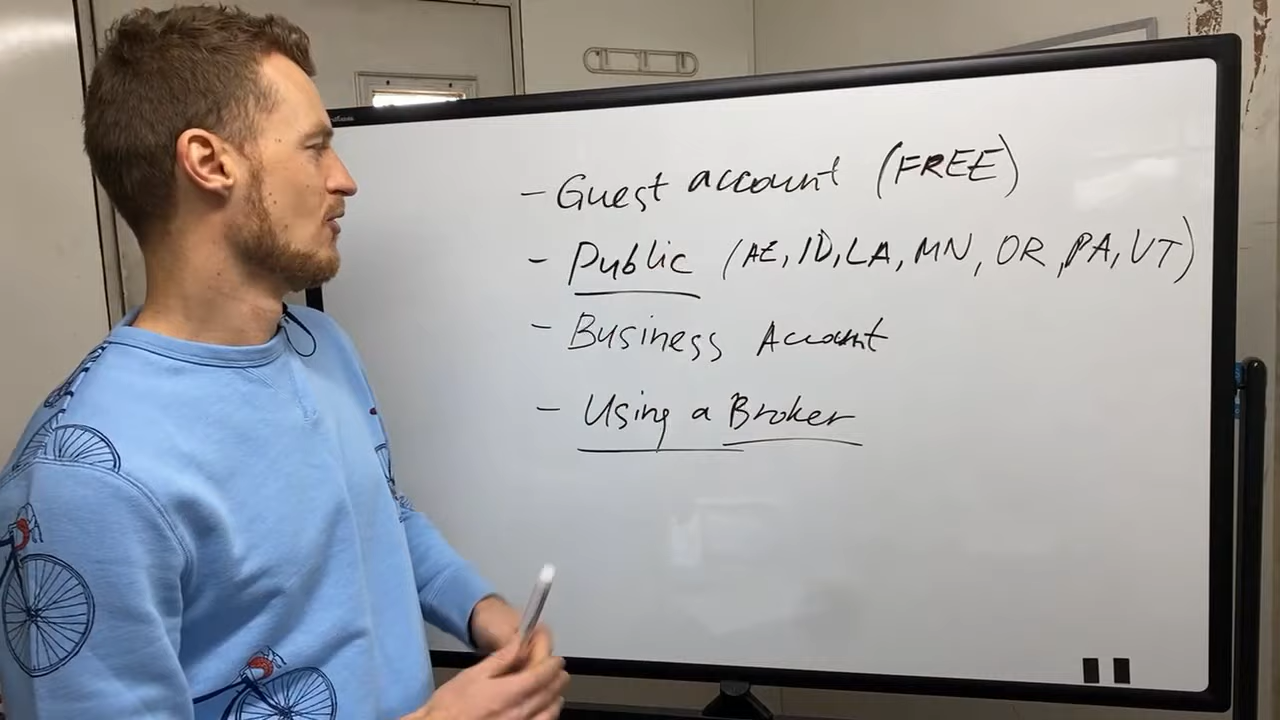 - Guest account (FREE)
- Public (AE, ID, LA, MN, OR, PA, VT)
- Business Account
- Using a Broker